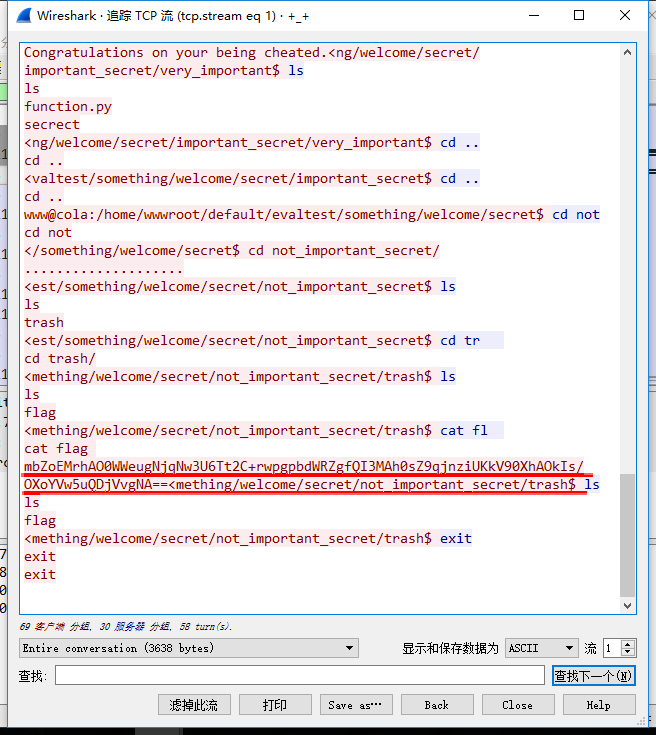 Wireshark · 追踪 TCP 流 (tcp.stream eq 1) · +_+
Congratulations on your being cheated.<ng/welcome/secret/
important_secret/very_important$ ls
ls
function.py
secrect
<ng/welcome/secret/important_secret/very_important$ cd ..
cd ..
<valtest/something/welcome/secret/important_secret$ cd ..
cd ..
www@cola:/home/wwwroot/default/evaltest/something/welcome/secret$ cd not
cd not
</something/welcome/secret$ cd not_important_secret/
....................
<est/something/welcome/secret/not_important_secret$ ls
ls
trash
<est/something/welcome/secret/not_important_secret$ cd tr
cd trash/
<mething/welcome/secret/not_important_secret/trash$ ls
ls
flag
<mething/welcome/secret/not_important_secret/trash$ cat fl
cat flag
mbZoEMrhAO0WWeugNjqNw3U6Tt2C+rwpgpbdWRZgfQI3MAh0sZ9qjnziUKkV90XhAOkIs/
OXoYVw5uQDjVvgNA==<mething/welcome/secret/not_important_secret/trash$ ls
ls
flag
<mething/welcome/secret/not_important_secret/trash$ exit
exit
exit
69 客户端 分组, 30 服务器 分组, 58 turn(s).
Entire conversation (3638 bytes) 显示和保存数据为 ASCII 流 1
查找: 查找下一个(N)
滤掉此流 打印 Save as… Back Close Help